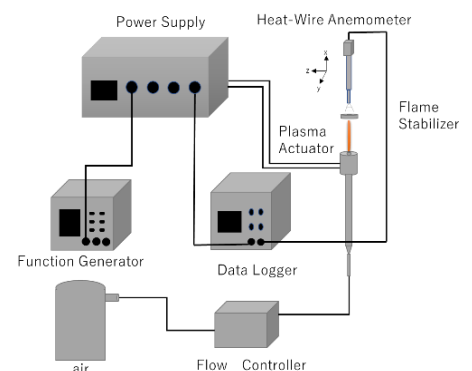 Power Supply
Heat-Wire Anemometer
x
z
y
Flame
Stabilizer
Plasma
Actuator
Function Generator
Data Logger
air
Flow Controller